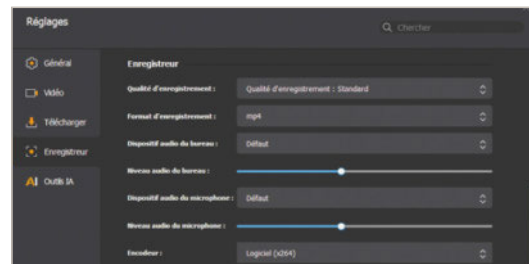 Réglages
Chercher
Général
Vidéo
Télécharger
Enregistreur
Outils IA
Enregistreur
Qualité d'enregistrement : Qualité d'enregistrement : Standard
Format d'enregistrement : mp4
Dispositif audio du bureau : Défaut
Niveau audio du bureau :
Dispositif audio du microphone : Défaut
Niveau audio du microphone :
Encodeur : Logiciel (x264)